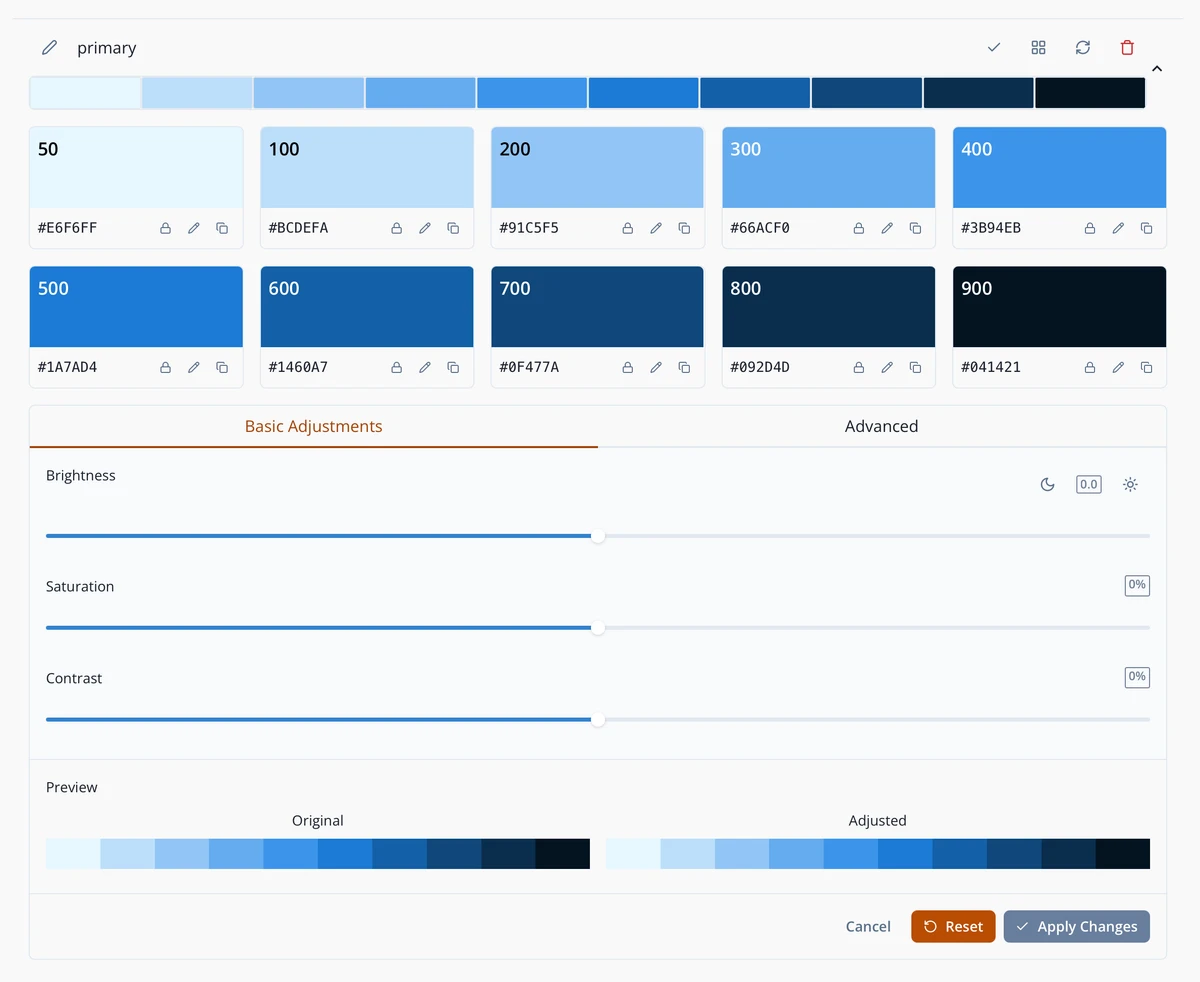 primary
50
100
200
300
400
#E6F6FF
#BCDEFA
#91C5F5
#66ACF0
#3B94EB
500
600
700
800
900
#1A7AD4
#1460A7
#0F477A
#092D4D
#041421
Basic Adjustments
Advanced
Brightness
0.0
Saturation
0%
Contrast
0%
Preview
Original
Adjusted
Cancel
Reset
Apply Changes